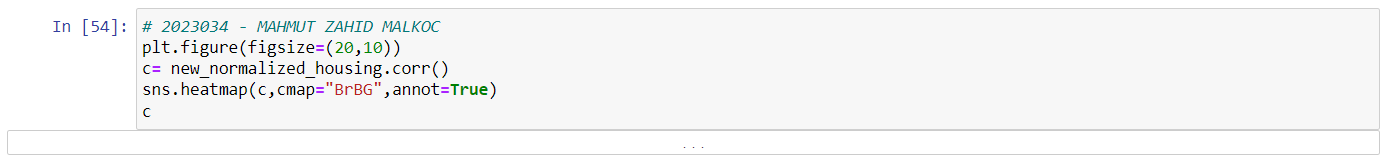 In [54]: # 2023034 - MAHMUT ZAHID MALKOC
plt.figure(figsize=(20,10))
c= new_normalized_housing.corr()
sns.heatmap(c,cmap="BrBG",annot=True)
c
...